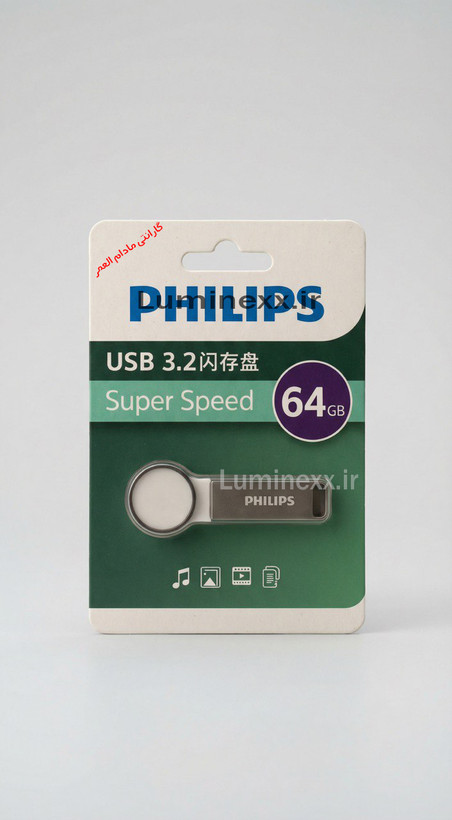 گارانتی مادام العمر
PHILIPS
Luminexx.ir
USB 3.2闪存盘
Super Speed
64GB
Luminexx.ir
PHILIPS